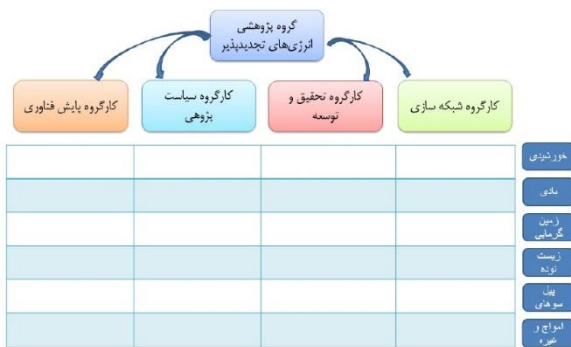 گروه پژوهشی
انرژی‌های تجدیدپذیر
کارگروه شبکه سازی
کارگروه تحقیق و
توسعه
کارگروه سیاست
پژوهی
کارگروه پایش فناوری
خورشیدی
بادی
زمین
گرمایی
زیست
توده
پیل
سوهای
امواج و
غیره